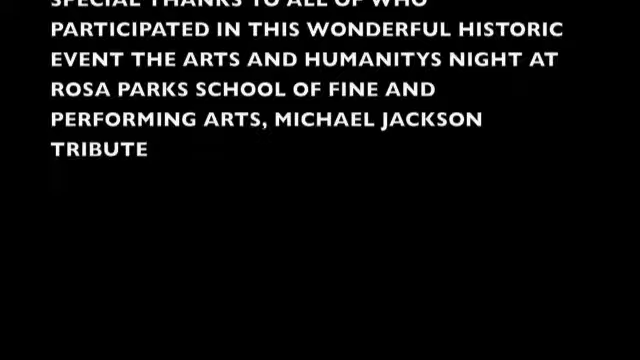 SPECIAL THANKS TO ALL OF WHO
PARTICIPATED IN THIS WONDERFUL HISTORIC
EVENT THE ARTS AND HUMANITYS NIGHT AT
ROSA PARKS SCHOOL OF FINE AND
PERFORMING ARTS, MICHAEL JACKSON
TRIBUTE